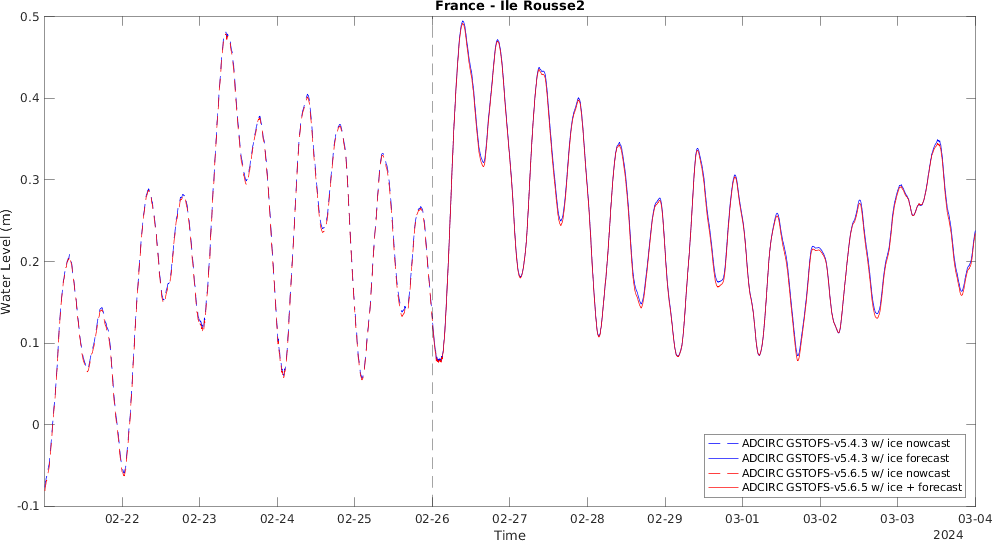 France - Ile Rousse2
Water Level (m)
0.5
0.4
0.3
0.2
0.1
0
-0.1
02-22 02-23 02-24 02-25 02-26 02-27 02-28 02-29 03-01 03-02 03-03 03-04
Time
2024
ADCIRC GSTOFS-v5.4.3 w/ ice nowcast
ADCIRC GSTOFS-v5.4.3 w/ ice forecast
ADCIRC GSTOFS-v5.6.5 w/ ice nowcast
ADCIRC GSTOFS-v5.6.5 w/ ice + forecast